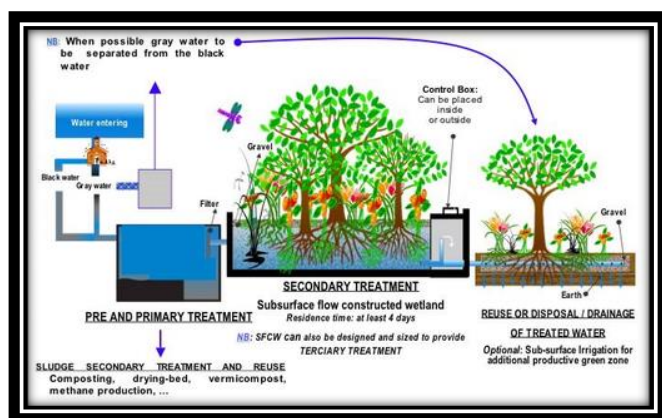 NB: When possible gray water to
be separated from the black
water
Water entering
Black water
Gray water
Filter
Gravel
Control Box:
Can be placed
inside
or outside
Gravel
Earth
PRE AND PRIMARY TREATMENT
SECONDARY TREATMENT
Subsurface flow constructed wetland
Residence time: at least 4 days
NB: SFCW can also be designed and sized to provide
TERCIARY TREATMENT
REUSE OR DISPOSAL / DRAINAGE
OF TREATED WATER
Optional: Sub-surface Irrigation for
additional productive green zone
SLUDGE SECONDARY TREATMENT AND REUSE
Composting, drying-bed, vermicompost,
methane production, ...